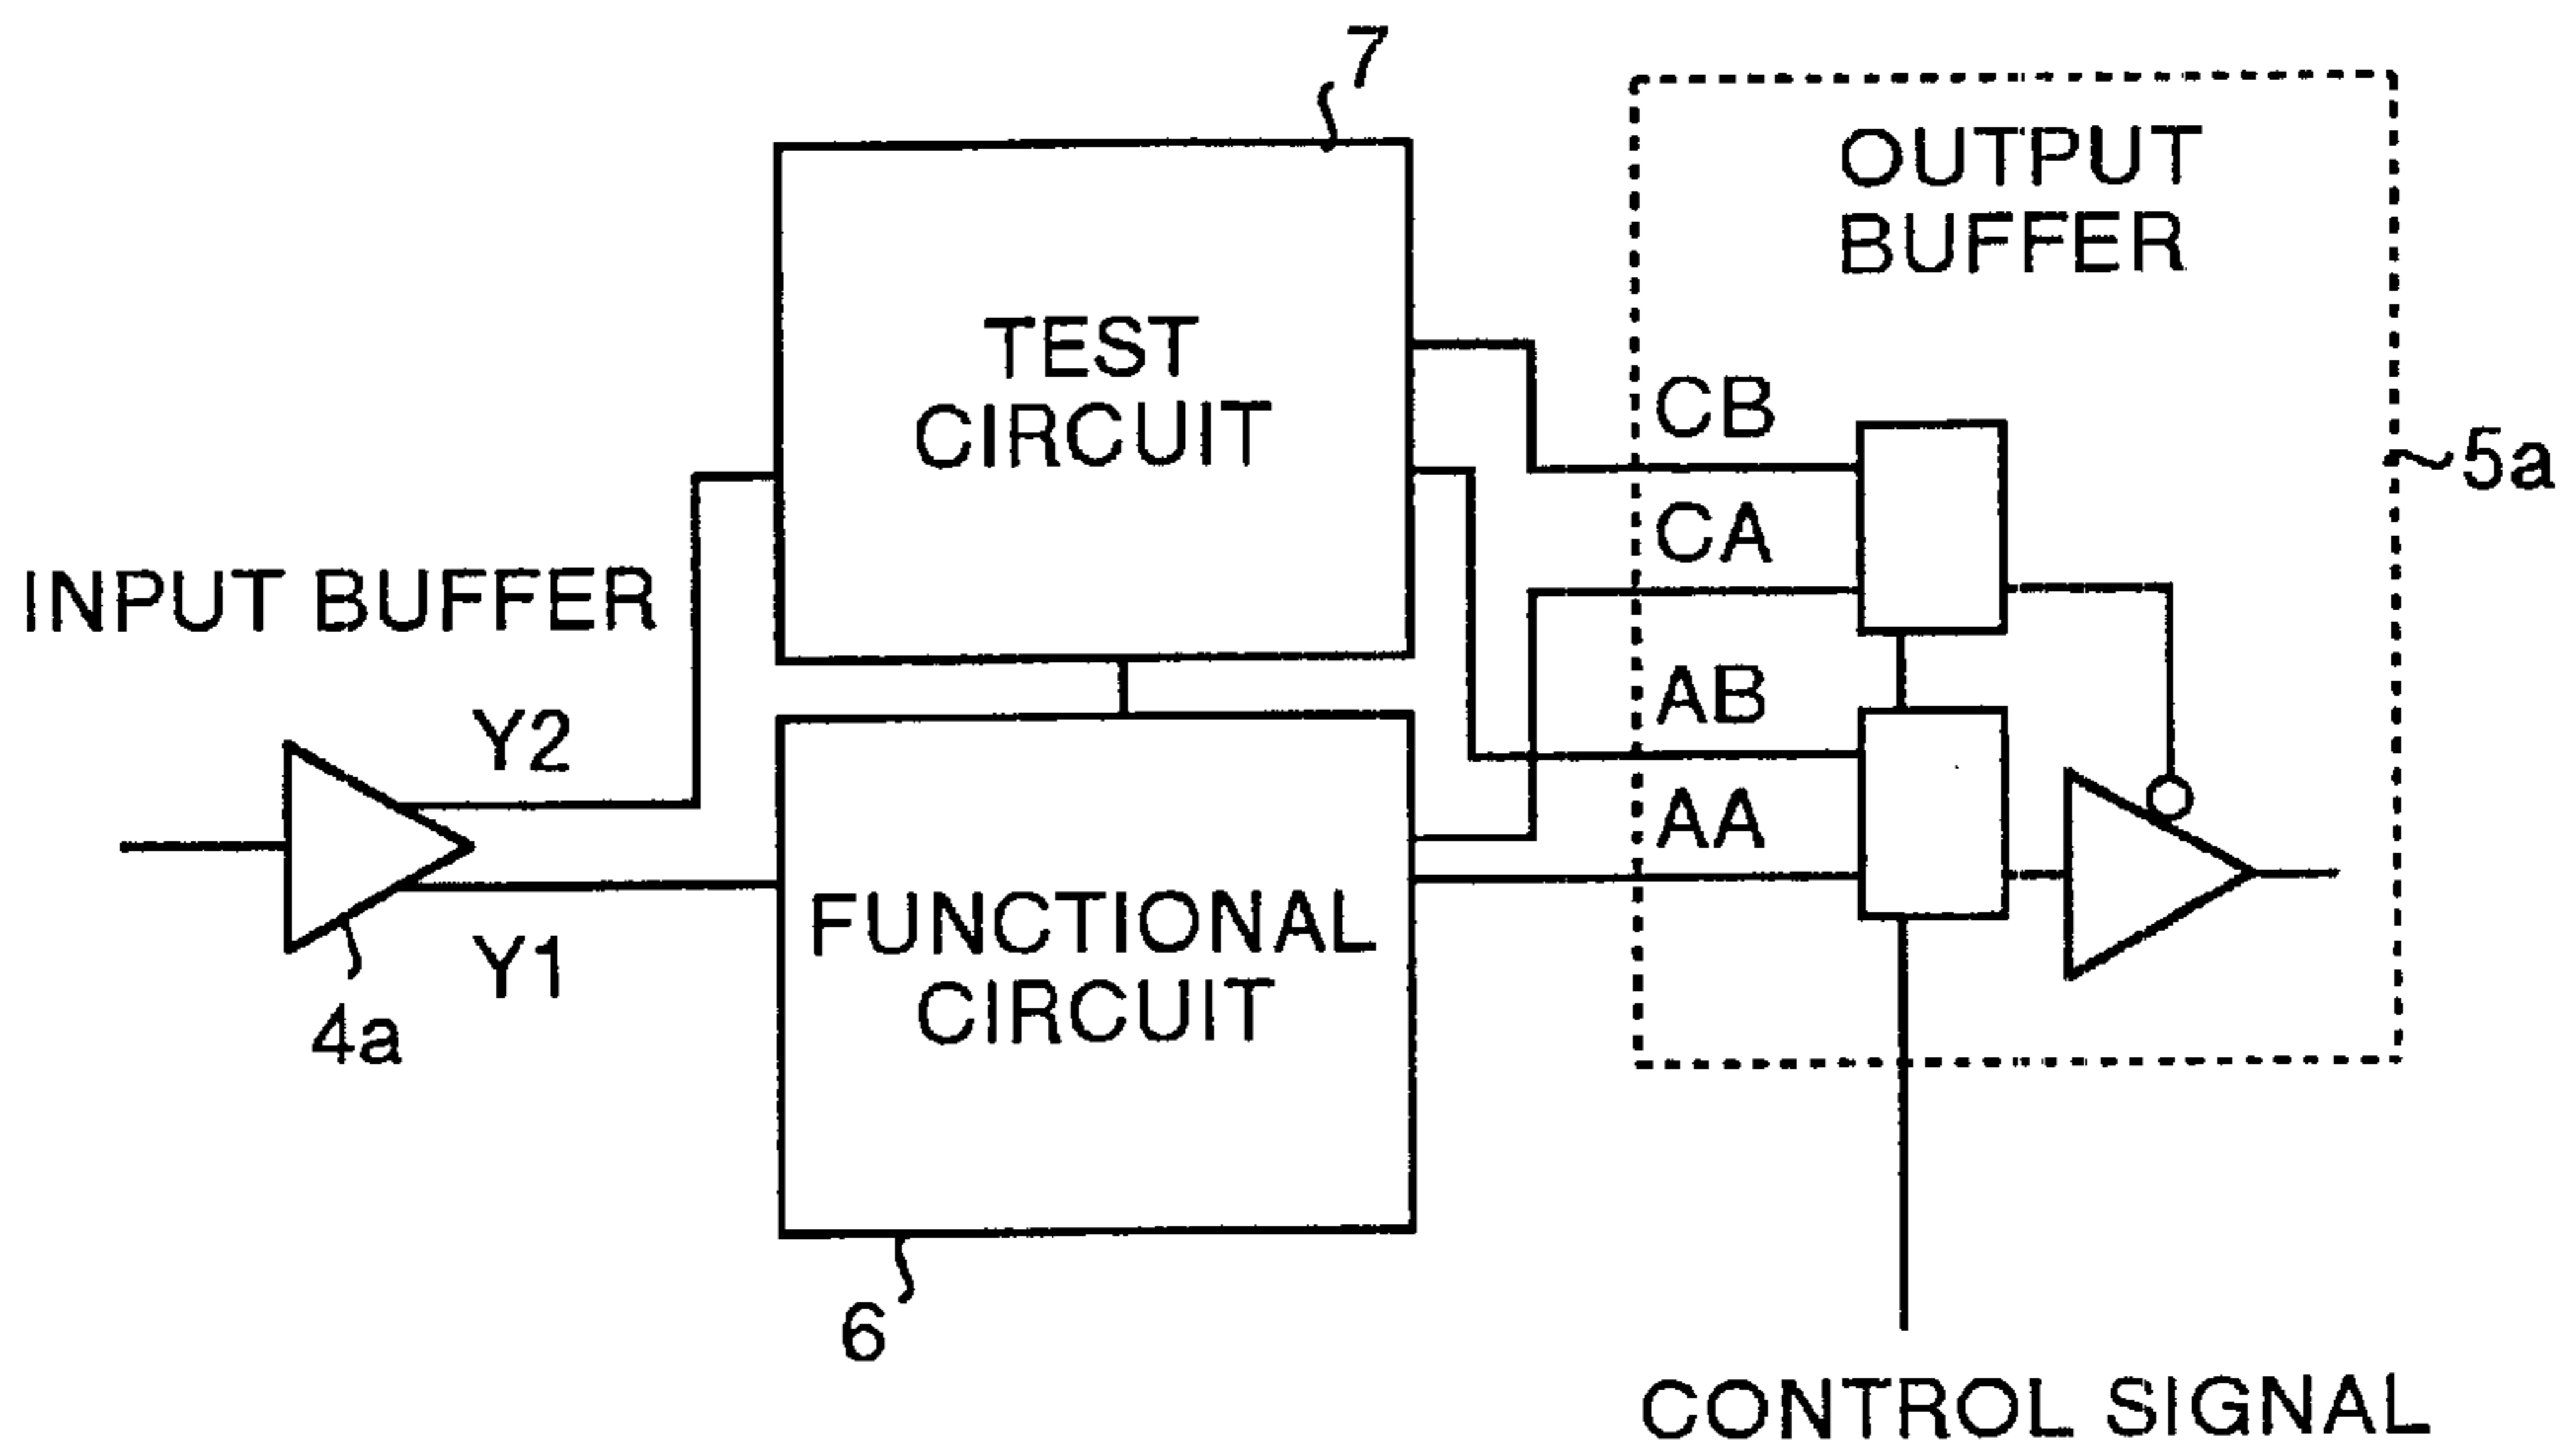 7
OUTPUT
BUFFER
TEST
CIRCUIT
CB
5a
CA
INPUT BUFFER
AB
Y2
AA
FUNCTIONAL
CIRCUIT
Y1
4a
6
CONTROL SIGNAL